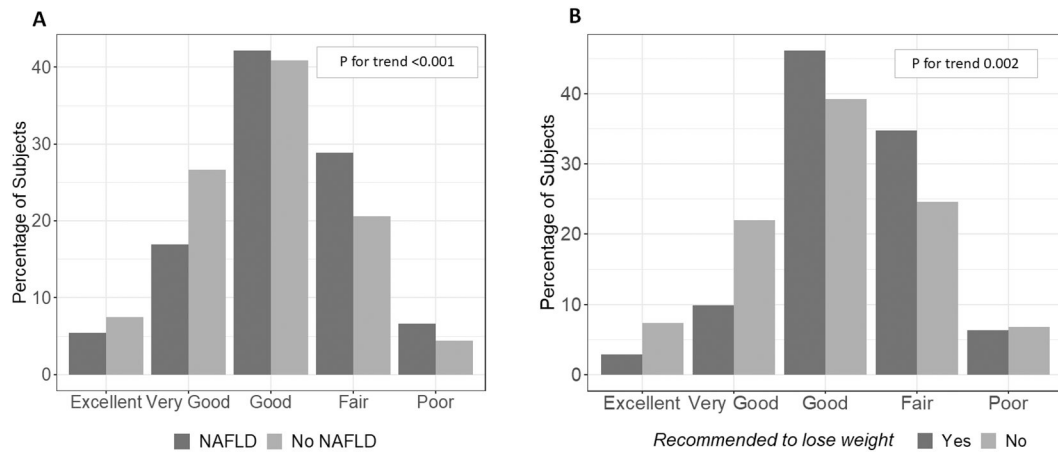 A
P for trend <0.001
Percentage of Subjects
40
30
20
10
0
Excellent Very Good Good Fair Poor
NAFLD No NAFLD
B
P for trend 0.002
Percentage of Subjects
40
30
20
10
0
Excellent Very Good Good Fair Poor
Recommended to lose weight Yes No